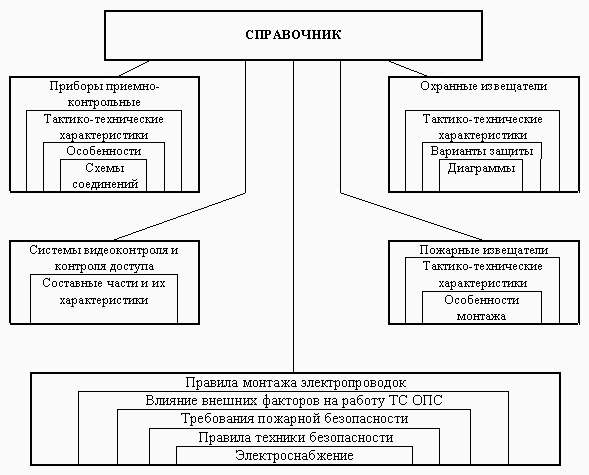 СПРАВОЧНИК
Приборы приемно-
контрольные
Тактико-технические
характеристики
Особенности
Схемы
соединений
Охранные извещатели
Тактико-технические
характеристики
Варианты защиты
Диаграммы
Системы видеоконтроля и
контроля доступа
Составные части и их
характеристики
Пожарные извещатели
Тактико-технические
характеристики
Особенности
монтажа
Правила монтажа электропроводок
Влияние внешних факторов на работу ТС ОПС
Требования пожарной безопасности
Правила техники безопасности
Электроснабжение